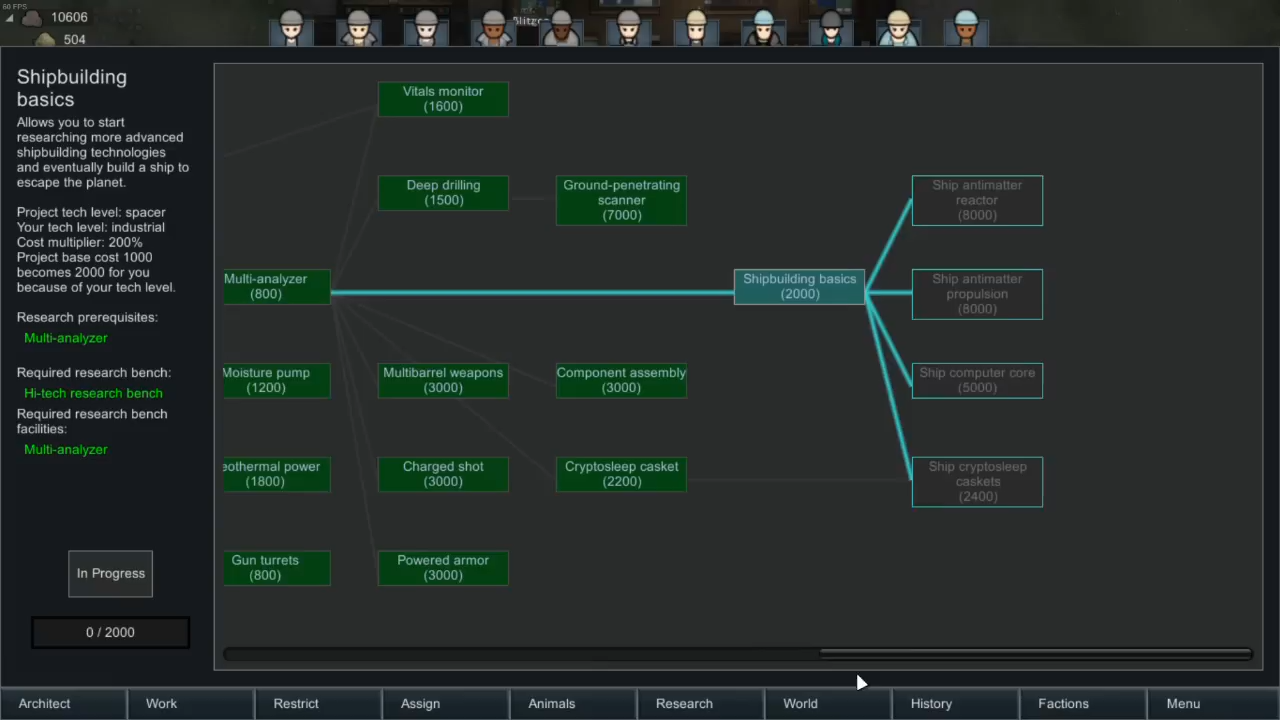 60 FPS
10606
504
Blitzo
Shipbuilding
basics
Allows you to start
researching more advanced
shipbuilding technologies
and eventually build a ship to
escape the planet.
Project tech level: spacer
Your tech level: industrial
Cost multiplier: 200%
Project base cost 1000
becomes 2000 for you
because of your tech level.
Research prerequisites:
Multi-analyzer
Required research bench:
Hi-tech research bench
Required research bench
facilities:
Multi-analyzer
In Progress
0 / 2000
Vitals monitor
(1600)
Deep drilling
(1500)
Ground-penetrating
scanner
(7000)
Ship antimatter
reactor
(8000)
Multi-analyzer
(800)
Shipbuilding basics
(2000)
Ship antimatter
propulsion
(8000)
Moisture pump
(1200)
Multibarrel weapons
(3000)
Component assembly
(3000)
Ship computer core
(5000)
eothermal power
(1800)
Charged shot
(3000)
Cryptosleep casket
(2200)
Ship cryptosleep
caskets
(2400)
Gun turrets
(800)
Powered armor
(3000)
Architect
Work
Restrict
Assign
Animals
Research
World
History
Factions
Menu